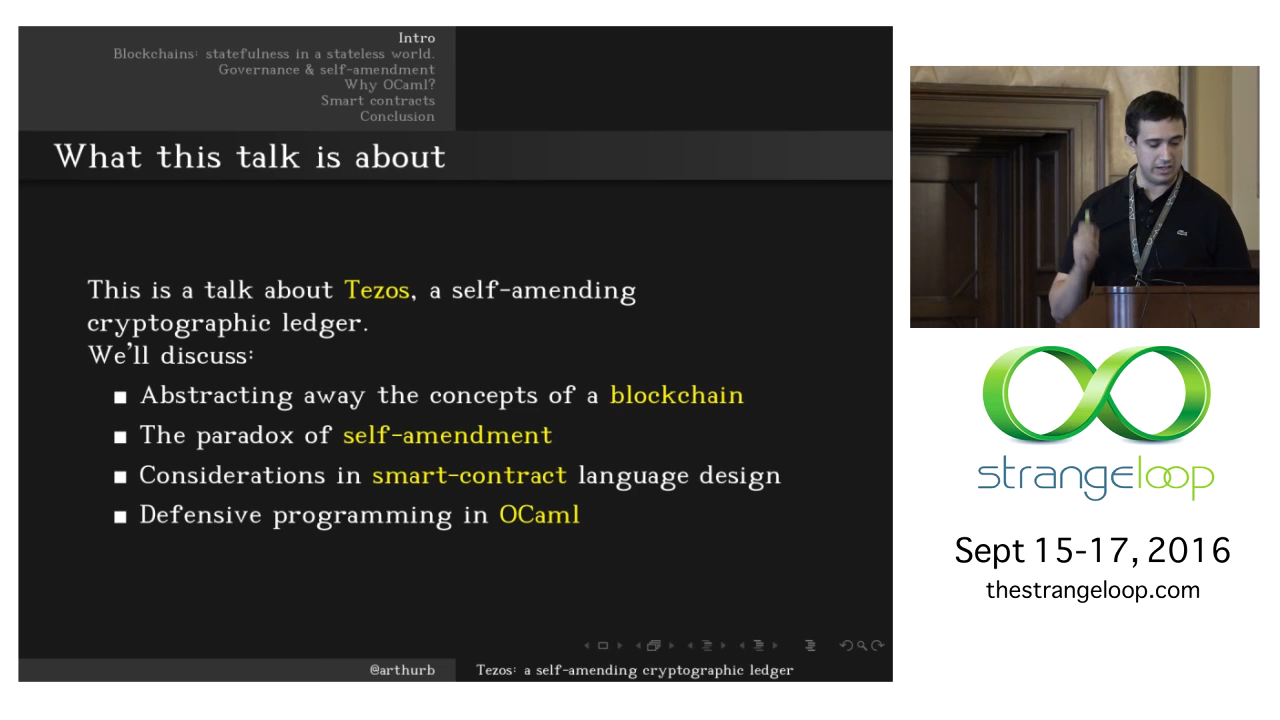 Intro
Blockchains: statefulness in a stateless world.
Governance & self-amendment
Why OCaml?
Smart contracts
Conclusion
What this talk is about
This is a talk about Tezos, a self-amending
cryptographic ledger.
We'll discuss:
Abstracting away the concepts of a blockchain
The paradox of self-amendment
Considerations in smart-contract language design
Defensive programming in OCaml
@arthurb
Tezos: a self-amending cryptographic ledger
strangeloop
Sept 15-17, 2016
thestrangeloop.com